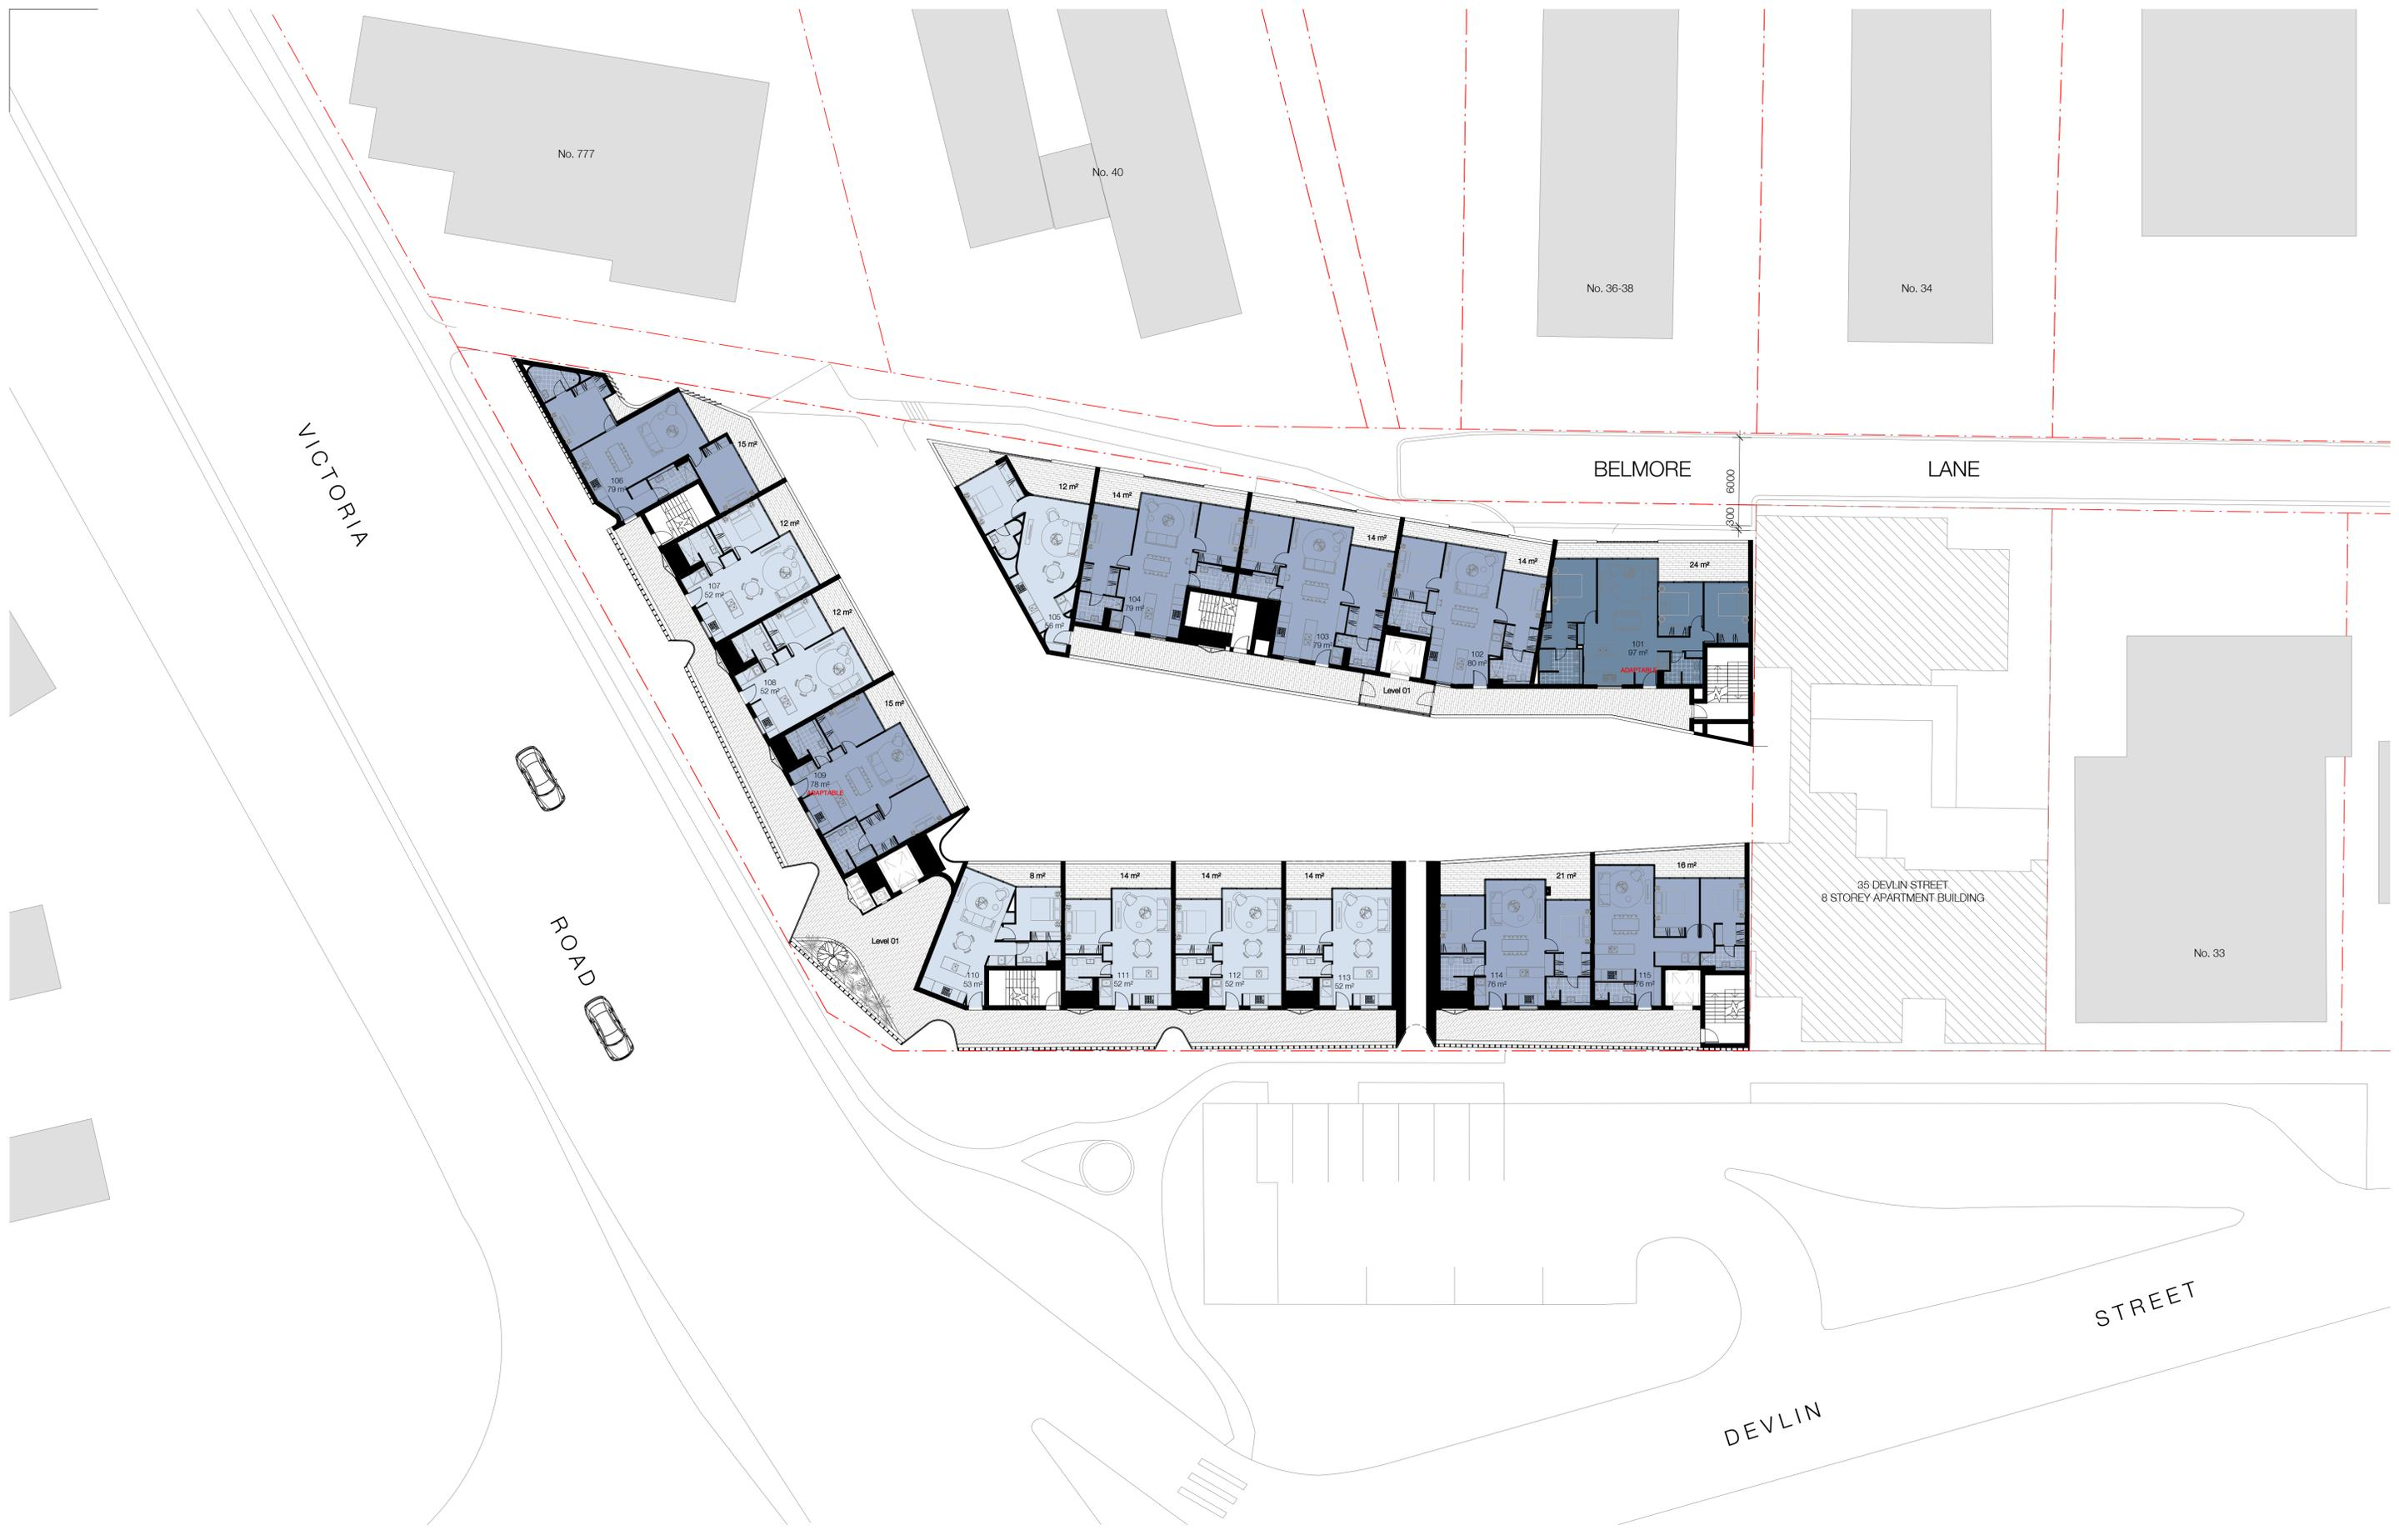 No. 777
No. 40
No. 36-38
No. 34
VICTORIA
ROAD
BELMORE LANE
6000
300
15 m²
106
79 m²
12 m²
107
52 m²
12 m²
108
52 m²
15 m²
109
78 m²
ADAPTABLE
12 m²
105
56 m²
14 m²
104
79 m²
14 m²
103
79 m²
14 m²
102
80 m²
24 m²
101
97 m²
ADAPTABLE
Level 01
Level 01
8 m²
110
53 m²
14 m²
111
52 m²
14 m²
112
52 m²
14 m²
113
52 m²
21 m²
114
76 m²
16 m²
115
76 m²
35 DEVLIN STREET
8 STOREY APARTMENT BUILDING
No. 33
DEVLIN STREET